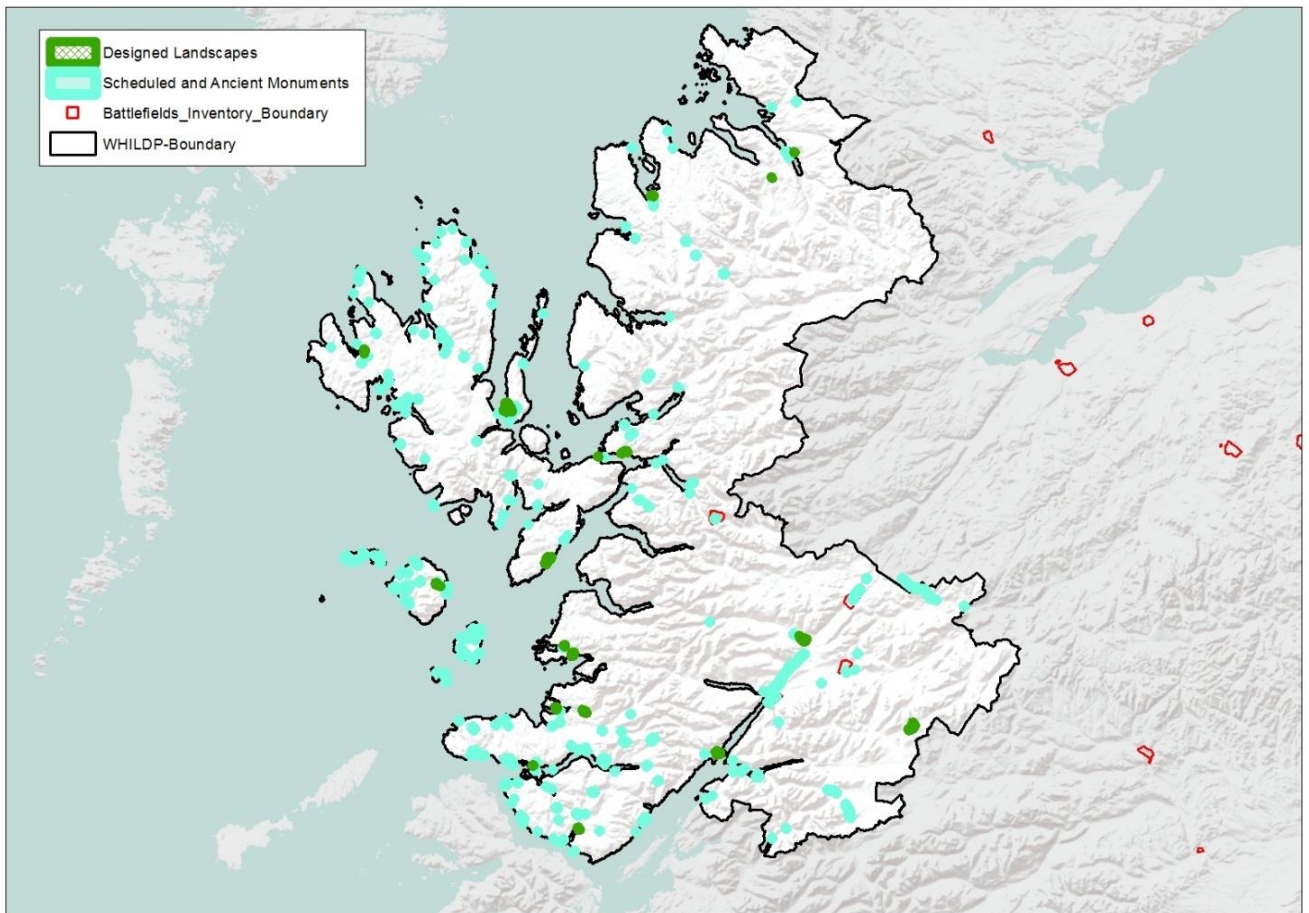 Designed Landscapes
Scheduled and Ancient Monuments
Battlefields_Inventory_Boundary
WHILDP-Boundary